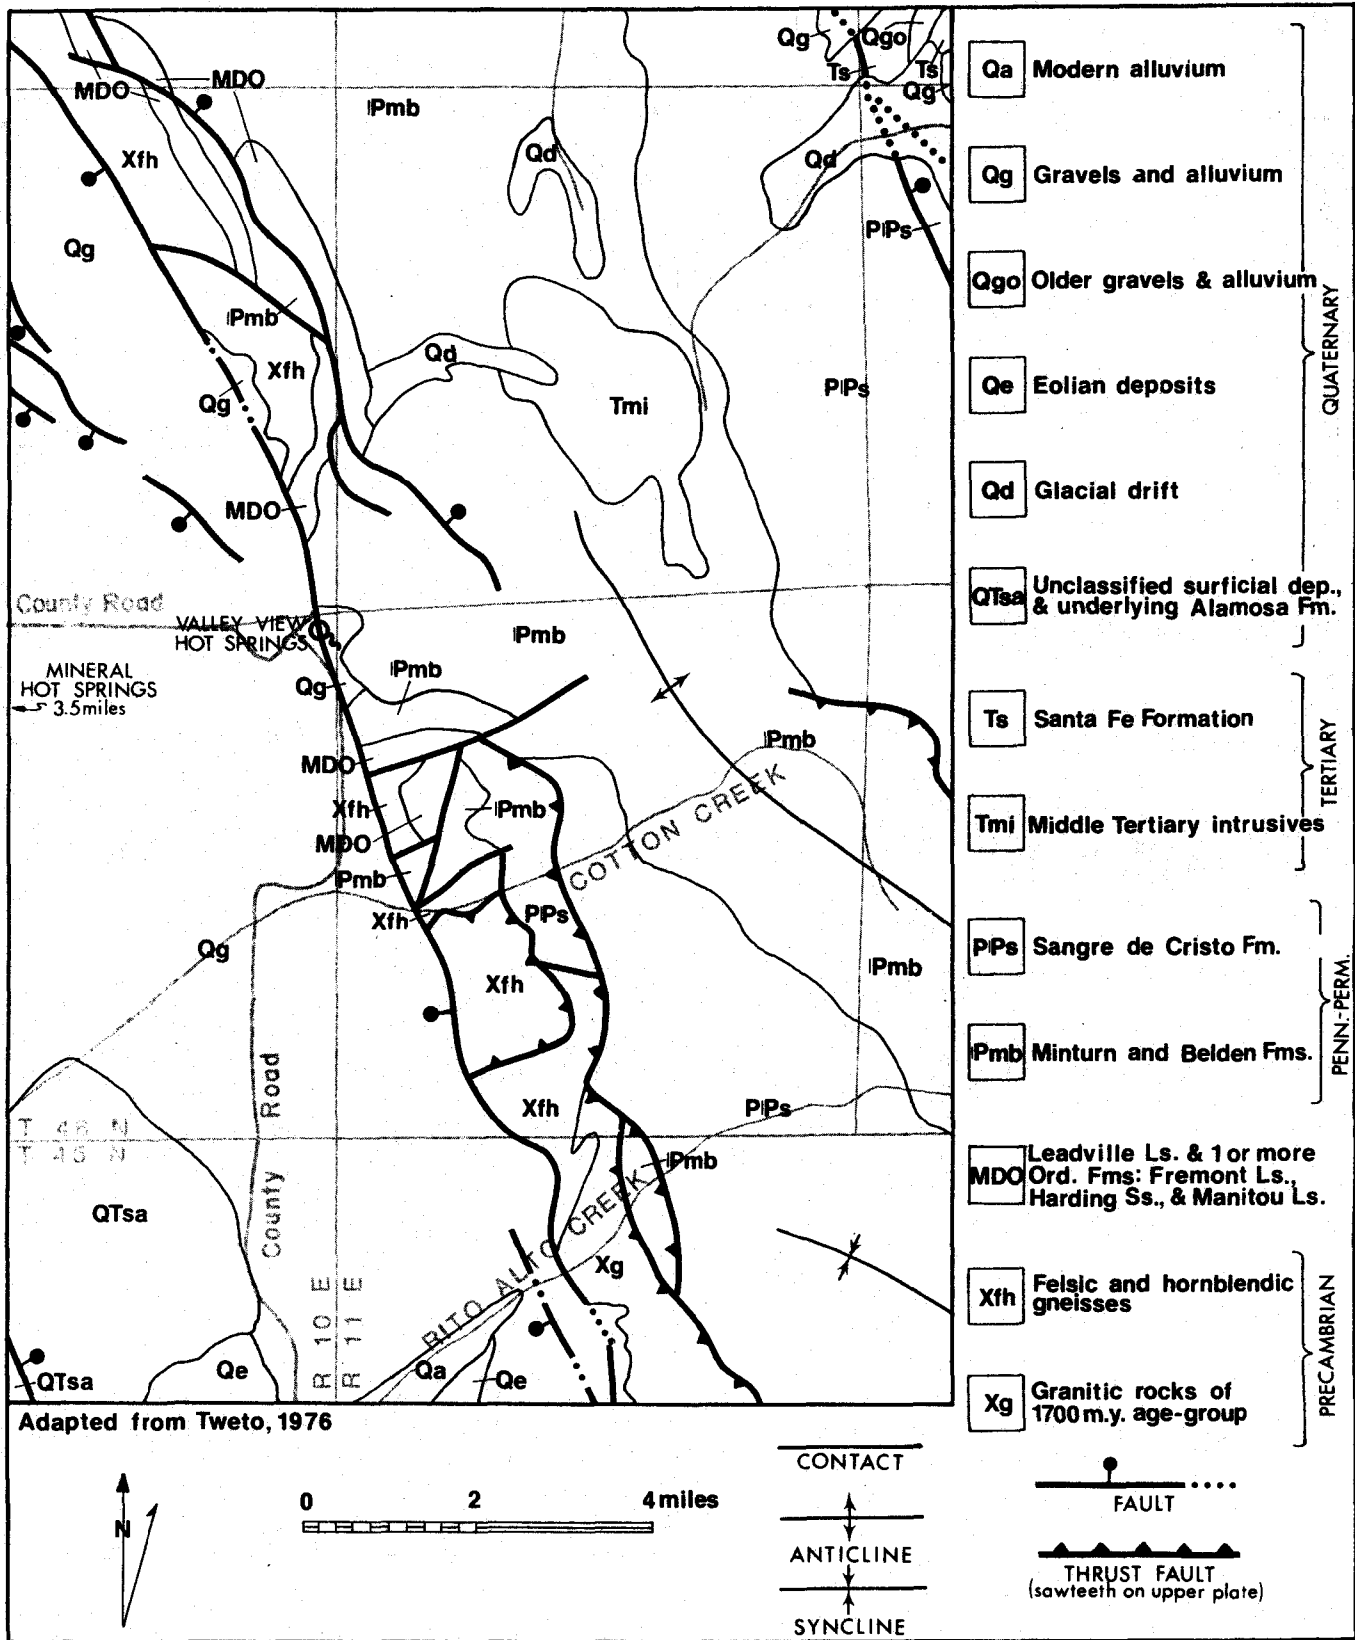 Qg
Qgo
Ts
Ts
Qg
MDO
MDO
Pmb
Xfh
Qd
Qd
PPs
Qg
Pmb
Xfh
Qd
Qg
Tmi
PPs
MDO
County Road
VALLEY VIEW
HOT SPRINGS
Pmb
MINERAL
HOT SPRINGS
3.5miles
Pmb
Qg
MDO
Pmb
Xfh
Pmb
MDO
COTTON CREEK
Pmb
Xfh
PPs
Qg
Xfh
Pmb
County Road
Xfh
PPs
T 46 N
T 45 N
Pmb
QTsa
RITO ALTO CREEK
Xg
R 10 E
R 11 E
QTsa
Qe
Qa
Qe
Adapted from Tweto, 1976
N
0 2 4 miles
Qa Modern alluvium
Qg Gravels and alluvium
Qgo Older gravels & alluvium
Qe Eolian deposits
Qd Glacial drift
QTsa Unclassified surficial dep.,
& underlying Alamosa Fm.
QUATERNARY
Ts Santa Fe Formation
Tmi Middle Tertiary intrusives
TERTIARY
PPs Sangre de Cristo Fm.
Pmb Minturn and Belden Fms.
PENN.-PERM.
MDO Leadville Ls. & 1 or more
Ord. Fms: Fremont Ls.,
Harding Ss., & Manitou Ls.
Xfh Felsic and hornblendic
gneisses
Xg Granitic rocks of
1700 m.y. age-group
PRECAMBRIAN
CONTACT
ANTICLINE
SYNCLINE
FAULT
THRUST FAULT
(sawteeth on upper plate)